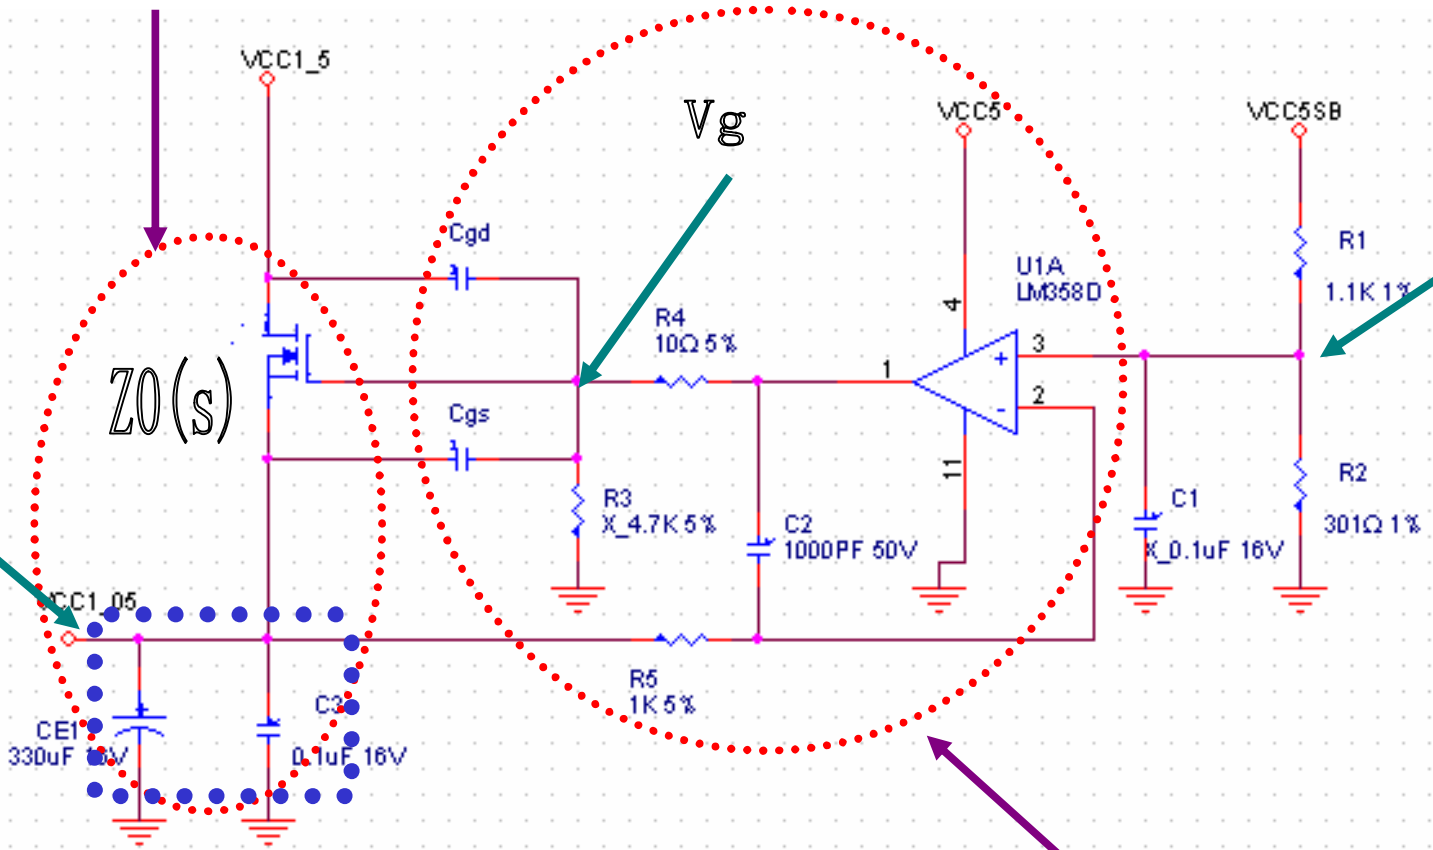 VCC1_5
Vg
VCC5
VCC5SB
Cgd
R1
U1A
LM358D
1.1K 1%
4
R4
10Ω 5%
3
+
1
Z0(s)
2
-
Cgs
11
R2
R3
X_4.7K 5%
C1
C2
301Ω 1%
1000PF 50V
X_0.1uF 16V
VCC1_05
R5
1K 5%
C3
+
CE1
330uF 16V
0.1uF 16V